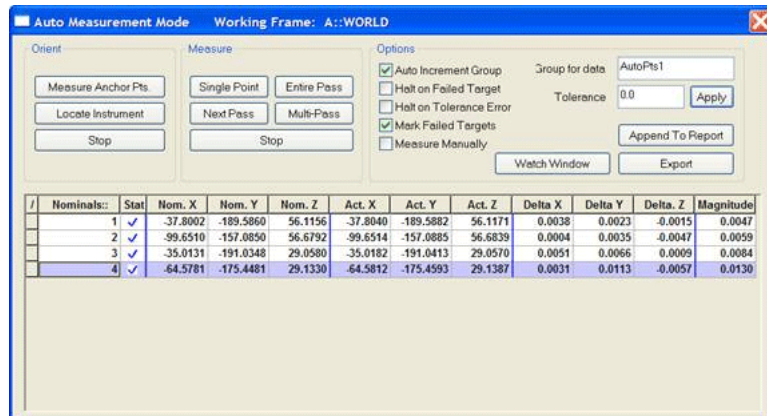 Auto Measurement Mode Working Frame: A::WORLD
Orient
Measure Anchor Pts.
Locate Instrument
Stop
Measure
Single Point Entire Pass
Next Pass Multi-Pass
Stop
Options
Auto Increment Group
Halt on Failed Target
Halt on Tolerance Error
Mark Failed Targets
Measure Manually
Group for data AutoPts1
Tolerance 0.0 Apply
Append To Report
Watch Window Export
/ Nominals:: Stat Nom. X Nom. Y Nom. Z Act. X Act. Y Act. Z Delta X Delta Y Delta. Z Magnitude
1 -37.8002 -189.5860 56.1156 -37.8040 -189.5882 56.1171 0.0038 0.0023 -0.0015 0.0047
2 -99.6510 -157.0850 56.6792 -99.6514 -157.0885 56.6839 0.0004 0.0035 -0.0047 0.0059
3 -35.0131 -191.0348 29.0580 -35.0182 -191.0413 29.0570 0.0051 0.0066 0.0009 0.0084
4 -64.5781 -175.4481 29.1330 -64.5812 -175.4593 29.1387 0.0031 0.0113 -0.0057 0.0130